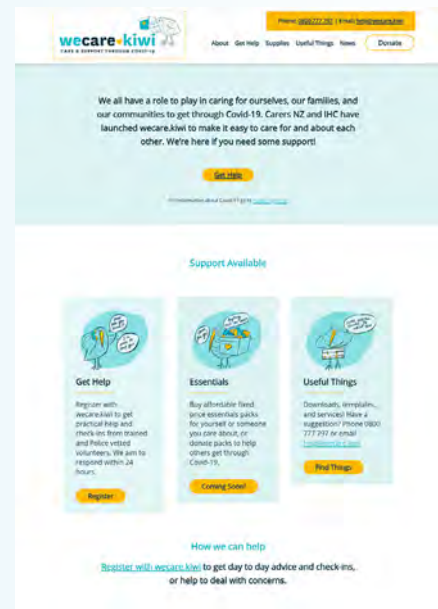 wecare.kiwi
CARE & SUPPORT THROUGH COVID-19
Phone: 0800 777 797 | Email:
About Get Help Supplies Useful Things News Donate
We all have a role to play in caring for ourselves, our families, and
our communities to get through Covid-19. Carers NZ and IHC have
launched wecare.kiwi to make it easy to care for and about each
other. We're here if you need some support!
Get Help
Support Available
Get Help
Register with
wecare.kiwi to get
practical help and
check-ins from trained
and Police vetted
volunteers. We aim to
respond within 24
hours.
Register
Essentials
Buy affordable fixed
price essentials packs
for yourself or someone
you care about, or
donate packs to help
others get through
Covid-19.
Coming Soon!
Useful Things
Downloads, templates,
and services! Have a
suggestion? Phone 0800
777 797 or email
Find Things
How we can help
Register with wecare.kiwi to get day to day advice and check-ins,
or help to deal with concerns.